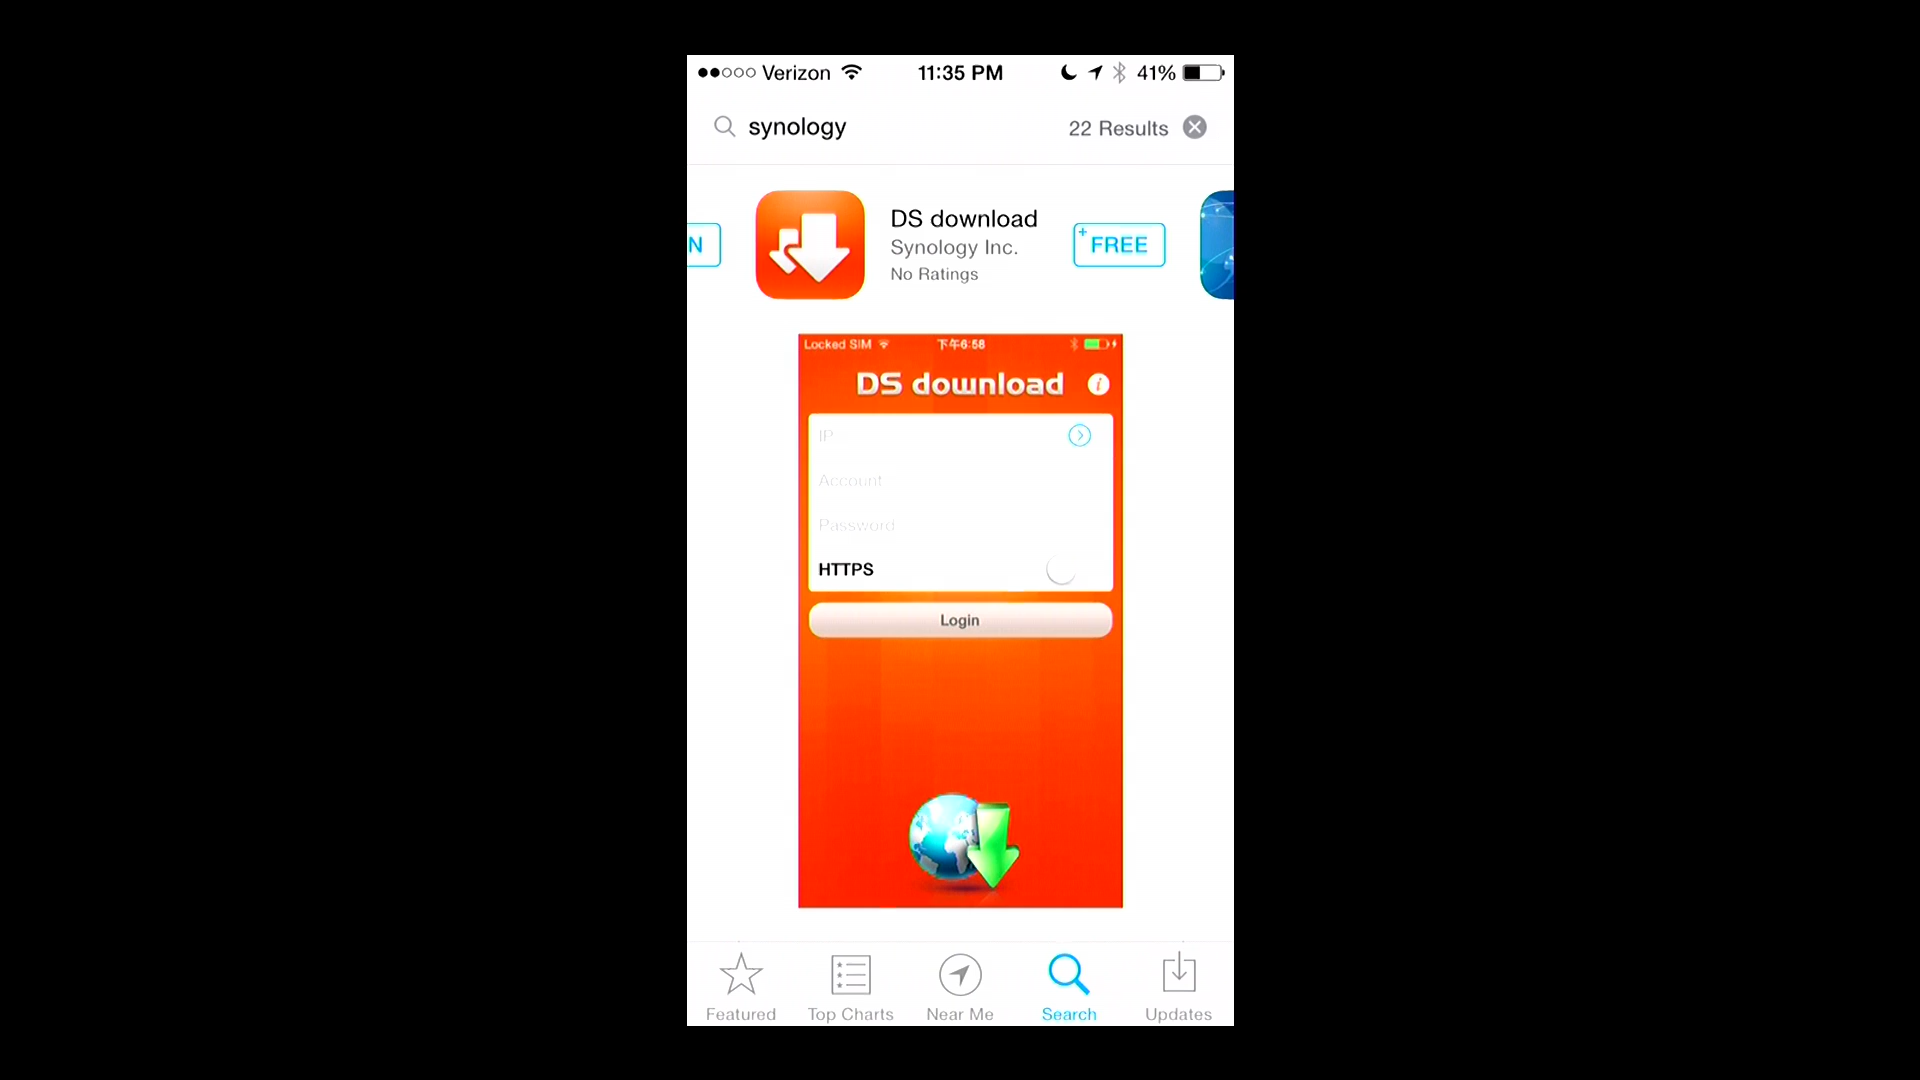 Verizon 11:35 PM 41%
synology 22 Results
N
DS download
Synology Inc.
No Ratings
+ FREE
Locked SIM 下午6:58
DS download i
IP
Account
Password
HTTPS
Login
Featured Top Charts Near Me Search Updates